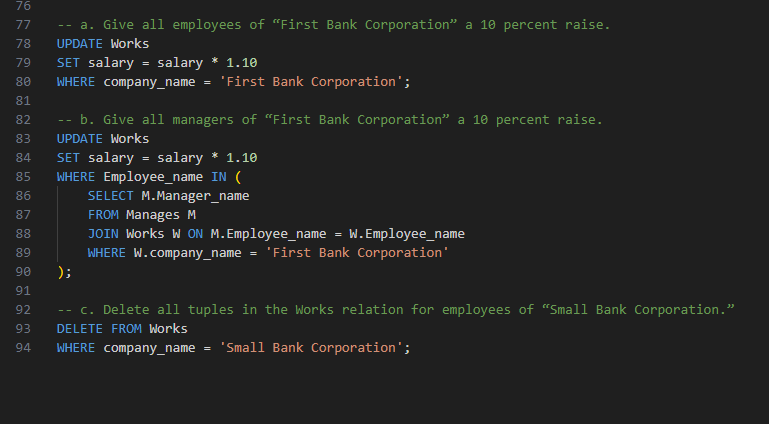 76
77 -- a. Give all employees of “First Bank Corporation” a 10 percent raise.
78 UPDATE Works
79 SET salary = salary * 1.10
80 WHERE company_name = 'First Bank Corporation';
81
82 -- b. Give all managers of “First Bank Corporation” a 10 percent raise.
83 UPDATE Works
84 SET salary = salary * 1.10
85 WHERE Employee_name IN (
86     SELECT M.Manager_name
87     FROM Manages M
88     JOIN Works W ON M.Employee_name = W.Employee_name
89     WHERE W.company_name = 'First Bank Corporation'
90 );
91
92 -- c. Delete all tuples in the Works relation for employees of “Small Bank Corporation.”
93 DELETE FROM Works
94 WHERE company_name = 'Small Bank Corporation';